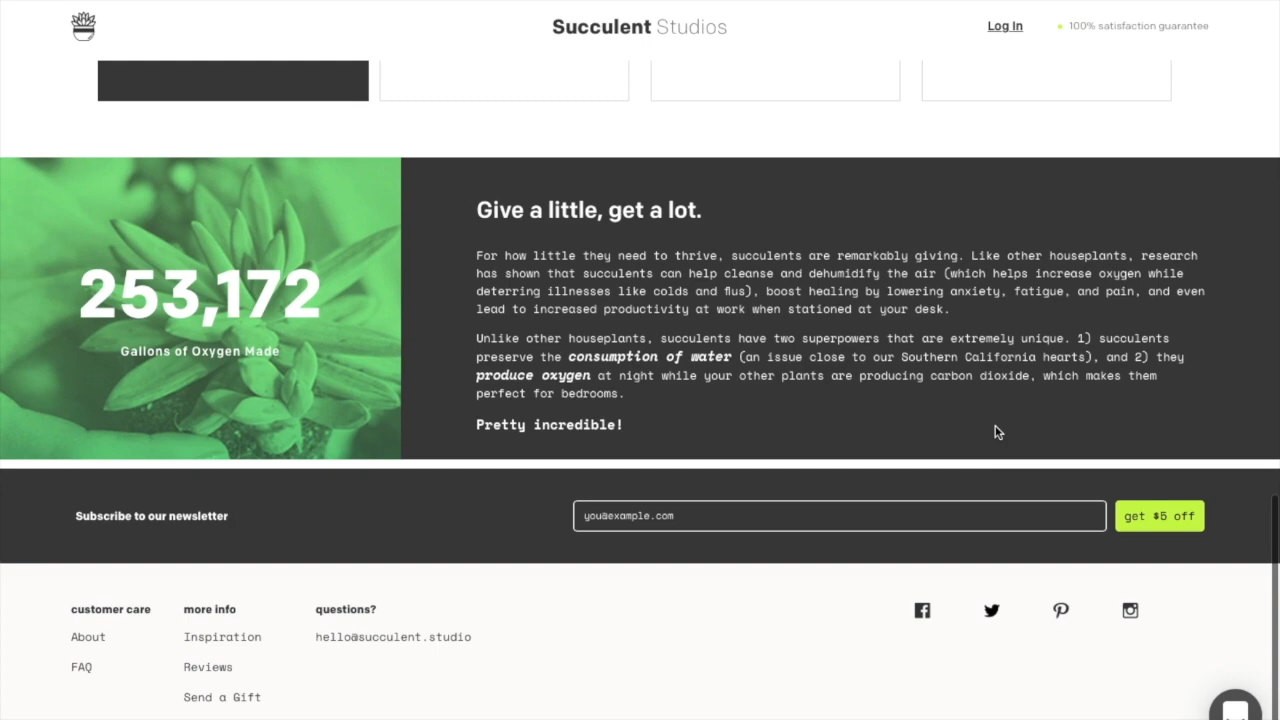 Succulent Studios
Log In
100% satisfaction guarantee
253,172
Gallons of Oxygen Made
Give a little, get a lot.
For how little they need to thrive, succulents are remarkably giving. Like other houseplants, research
has shown that succulents can help cleanse and dehumidify the air (which helps increase oxygen while
deterring illnesses like colds and flus), boost healing by lowering anxiety, fatigue, and pain, and even
lead to increased productivity at work when stationed at your desk.
Unlike other houseplants, succulents have two superpowers that are extremely unique. 1) succulents
preserve the consumption of water (an issue close to our Southern California hearts), and 2) they
produce oxygen at night while your other plants are producing carbon dioxide, which makes them
perfect for bedrooms.
Pretty incredible!
Subscribe to our newsletter
you@example.com
get $5 off
customer care
About
FAQ
more info
Inspiration
Reviews
Send a Gift
questions?
hello@succulent.studio